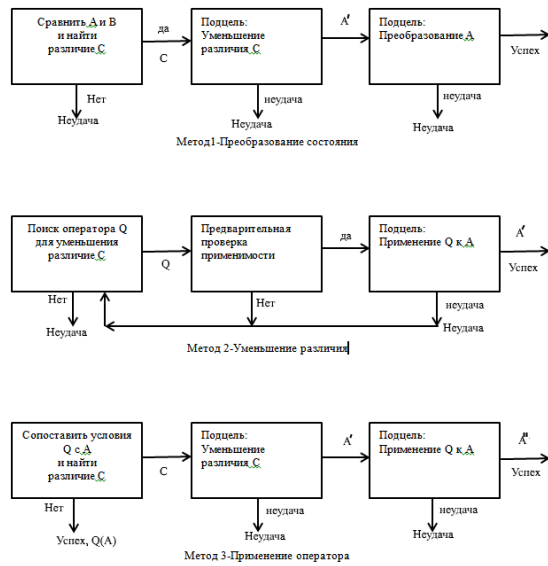 Сравнить А и В
и найти
различие С
да
С
Подцель:
Уменьшение
различия С
А′
Подцель:
Преобразование А
Успех
Нет
Неудача
неудача
Неудача
неудача
Неудача
Метод1-Преобразование состояния
Поиск оператора Q
для уменьшения
различие С
Q
Предварительная
проверка
применимости
да
Подцель:
Применение Q к А
А′
Успех
Нет
Неудача
Нет
неудача
Неудача
Метод 2-Уменьшение различия
Сопоставить условия
Q с А
и найти
различие С
С
Подцель:
Уменьшение
различия С
А′
Подцель:
Применение Q к А
А″
Успех
Нет
Успех, Q(A)
неудача
Неудача
неудача
Неудача
Метод 3-Применение оператора